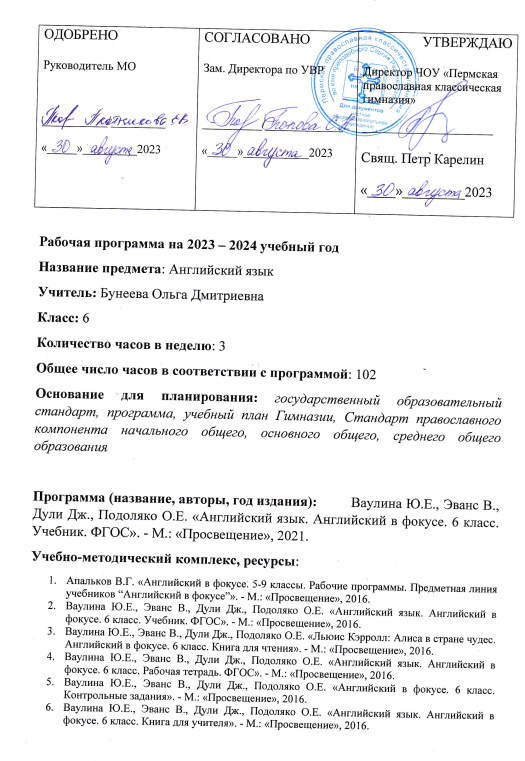 ОДОБРЕНО
Руководитель МО
Плотникова
« 30 » августа 2023
СОГЛАСОВАНО
Зам. Директора по УВР
Попова
« 30 » августа 2023
УТВЕРЖДАЮ
Директор ЧОУ «Пермская
православная классическая
гимназия»
Свящ. Петр Карелин
« 30 » августа 2023
Для документов
Рабочая программа на 2023 – 2024 учебный год
Название предмета: Английский язык
Учитель: Бунеева Ольга Дмитриевна
Класс: 6
Количество часов в неделю: 3
Общее число часов в соответствии с программой: 102
Основание для планирования: государственный образовательный
стандарт, программа, учебный план Гимназии, Стандарт православного
компонента начального общего, основного общего, среднего общего
образования
Программа (название, авторы, год издания): Ваулина Ю.Е., Эванс В.,
Дули Дж., Подоляко О.Е. «Английский язык. Английский в фокусе. 6 класс.
Учебник. ФГОС». - М.: «Просвещение», 2021.
Учебно-методический комплекс, ресурсы:
1. Апальков В.Г. «Английский в фокусе. 5-9 классы. Рабочие программы. Предметная линия
учебников “Английский в фокусе”». - М.: «Просвещение», 2016.
2. Ваулина Ю.Е., Эванс В., Дули Дж., Подоляко О.Е. «Английский язык. Английский в
фокусе. 6 класс. Учебник. ФГОС». - М.: «Просвещение», 2016.
3. Ваулина Ю.Е., Эванс В., Дули Дж., Подоляко О.Е. «Льюис Кэрролл: Алиса в стране чудес.
Английский в фокусе. 6 класс. Книга для чтения». - М.: «Просвещение», 2016.
4. Ваулина Ю.Е., Эванс В., Дули Дж., Подоляко О.Е. «Английский язык. Английский в
фокусе. 6 класс. Рабочая тетрадь. ФГОС». - М.: «Просвещение», 2016.
5. Ваулина Ю.Е., Эванс В., Дули Дж., Подоляко О.Е. «Английский в фокусе. 6 класс.
Контрольные задания». - М.: «Просвещение», 2016.
6. Ваулина Ю.Е., Эванс В., Дули Дж., Подоляко О.Е. «Английский язык. Английский в
фокусе. 6 класс. Книга для учителя». - М.: «Просвещение», 2016.